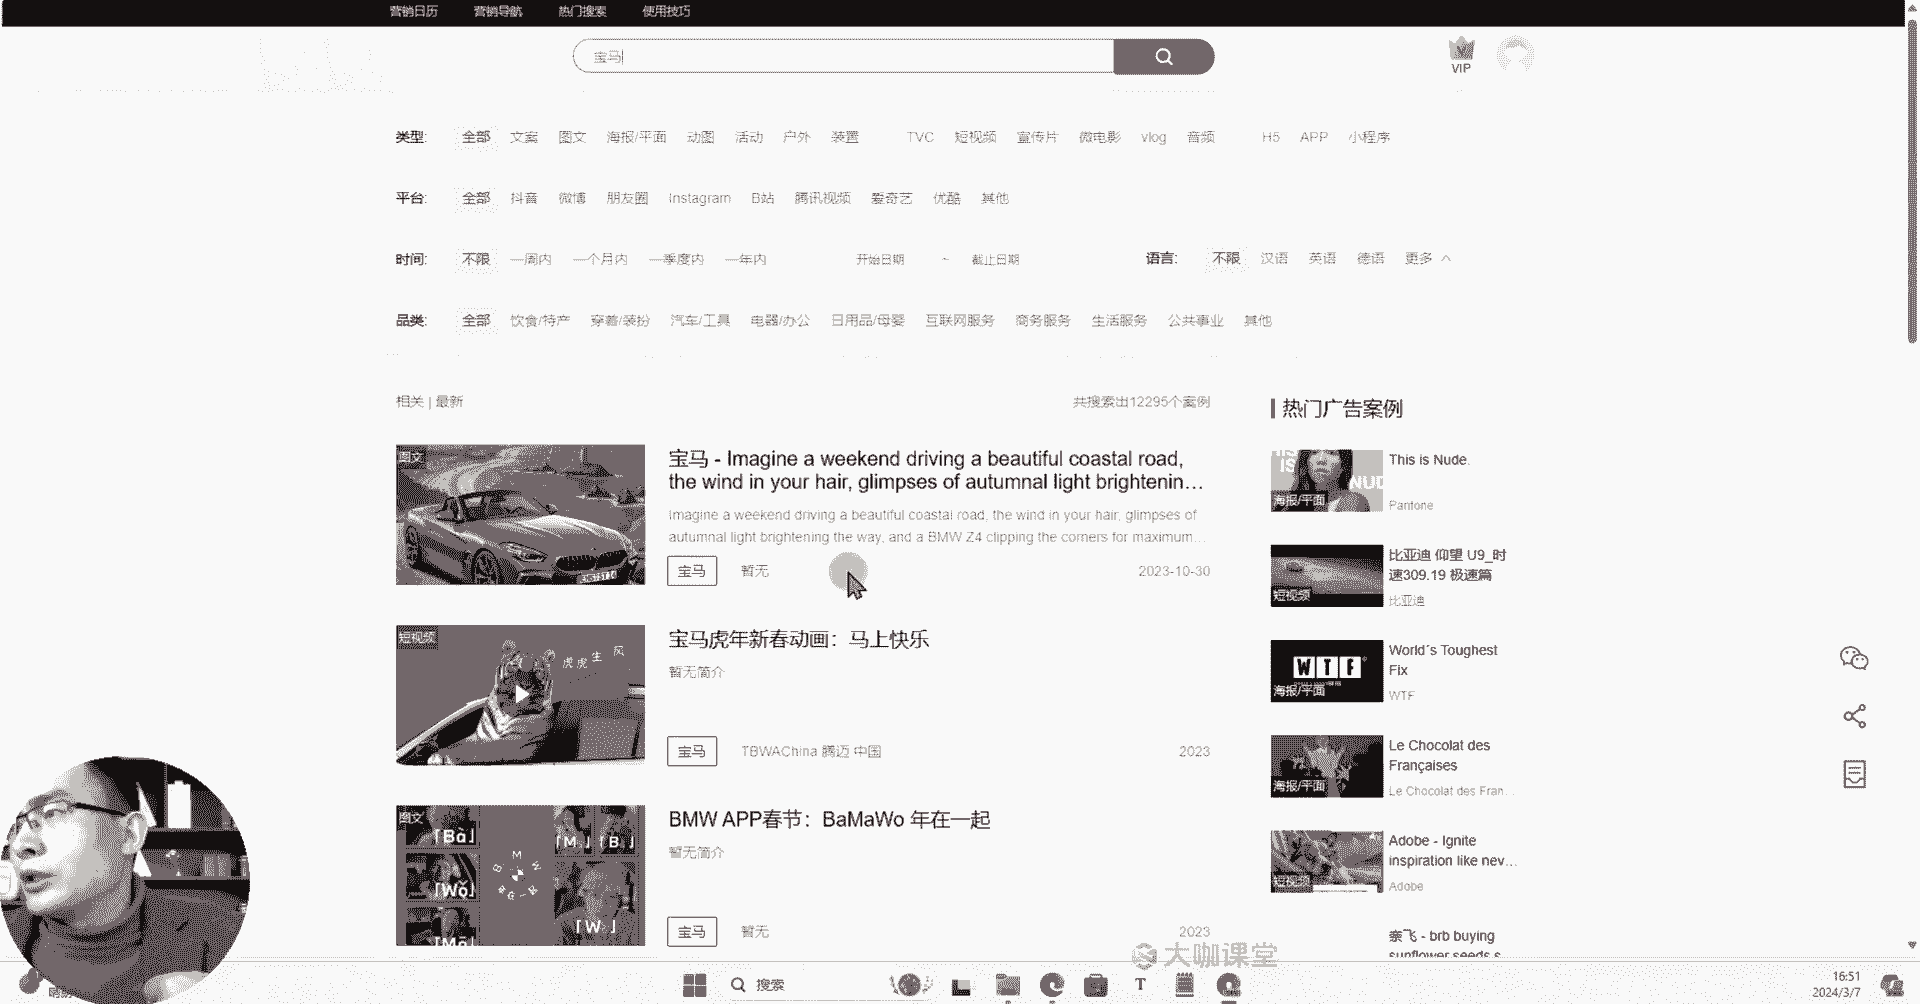 营销日历 营销导航 热门搜索 使用技巧
宝马
VIP
类型: 全部 文案 图文 海报/平面 动图 活动 户外 装置 TVC 短视频 宣传片 微电影 vlog 音频 H5 APP 小程序
平台: 全部 抖音 微博 朋友圈 Instagram B站 腾讯视频 爱奇艺 优酷 其他
时间: 不限 一周内 一个月内 一季度内 一年内 开始日期 ~ 截止日期 语言: 不限 汉语 英语 德语 更多
品类: 全部 饮食/特产 穿着/装扮 汽车/工具 电器/办公 日用品/母婴 互联网服务 商务服务 生活服务 公共事业 其他
相关 | 最新 共搜索出12295个案例
图文
宝马 - Imagine a weekend driving a beautiful coastal road,
the wind in your hair, glimpses of autumnal light brightenin...
Imagine a weekend driving a beautiful coastal road, the wind in your hair, glimpses of
autumnal light brightening the way, and a BMW Z4 clipping the corners for maximum...
宝马 暂无 2023-10-30
短视频
虎虎生风
宝马虎年新春动画：马上快乐
暂无简介
宝马 TBWAChina 腾迈 中国 2023
图文
「Bà」
「M」「B」
「Wǒ」
「W」
「Mǎ」
BMW APP春节：BaMaWo 年在一起
暂无简介
宝马 暂无 2023
热门广告案例
海报/平面
This is Nude.
Pantone
短视频
比亚迪 仰望 U9_时
速309.19 极速篇
比亚迪
WTF
海报/平面
World´s Toughest
Fix
WTF
海报/平面
Le Chocolat des
Françaises
Le Chocolat des Fran...
短视频
Adobe - Ignite
inspiration like nev...
Adobe
奈飞 - brb buying
sunflower seeds s
大咖课堂
搜索
16:51
2024/3/7